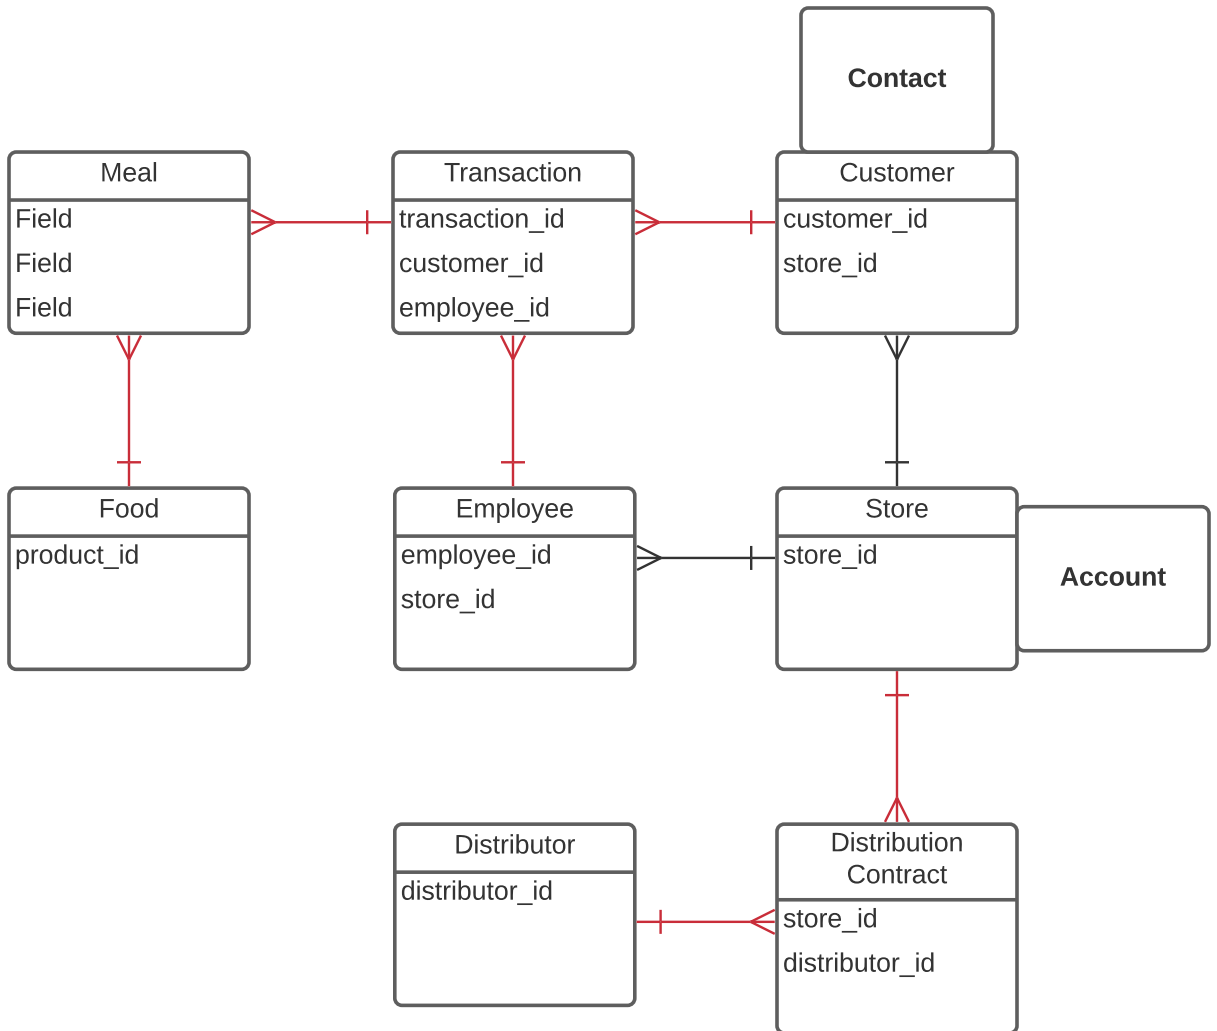 Contact
Meal
Field
Field
Field
Transaction
transaction_id
customer_id
employee_id
Customer
customer_id
store_id
Food
product_id
Employee
employee_id
store_id
Store
store_id
Account
Distributor
distributor_id
Distribution
Contract
store_id
distributor_id